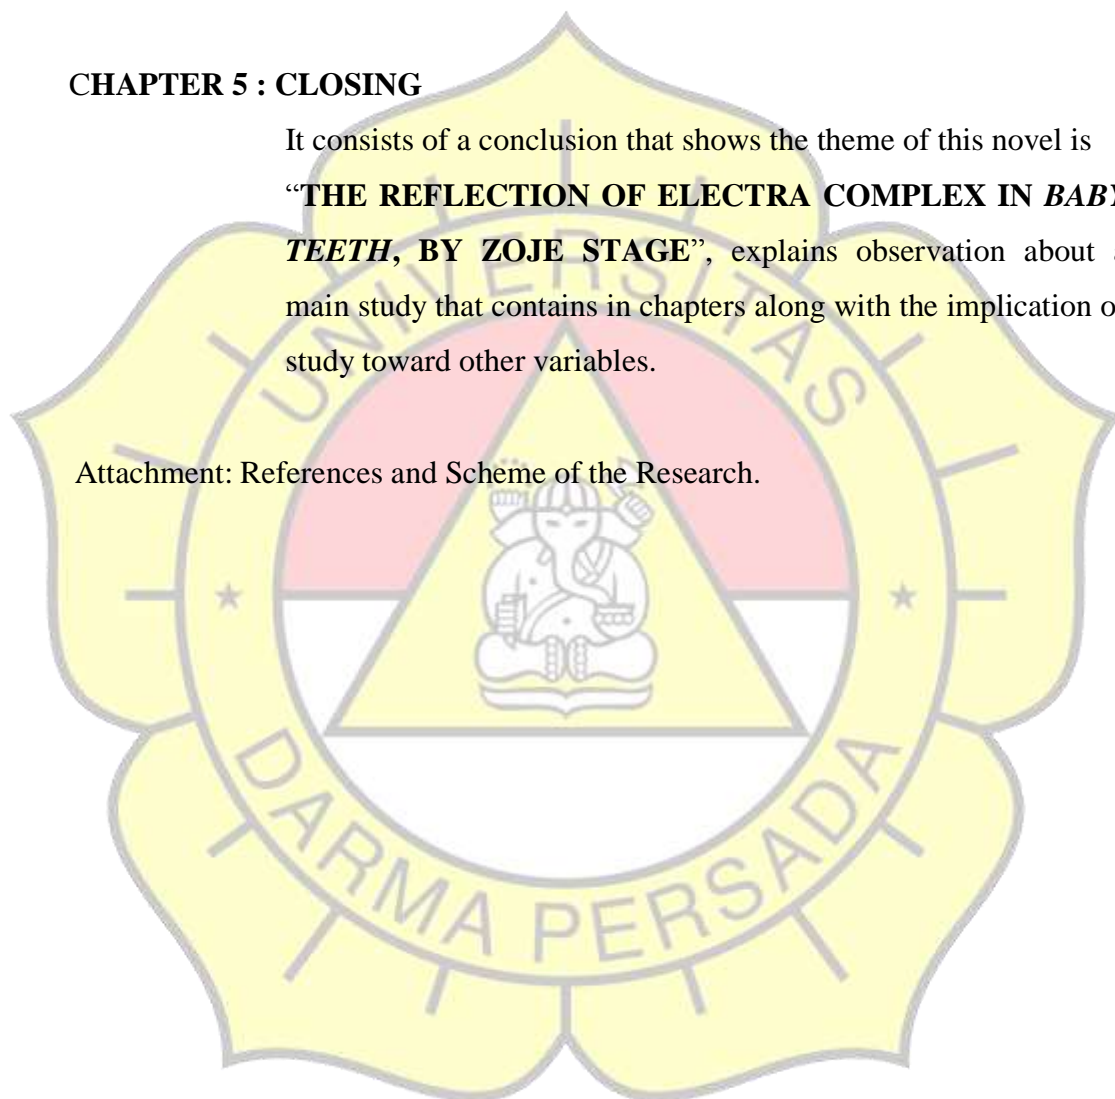 CHAPTER 5 : CLOSING
It consists of a conclusion that shows the theme of this novel is
“THE REFLECTION OF ELECTRA COMPLEX IN BABY
TEETH, BY ZOJE STAGE”, explains observation about
main study that contains in chapters along with the implication
study toward other variables.
Attachment: References and Scheme of the Research.
UNIVERSITAS
DARMA PERSADA